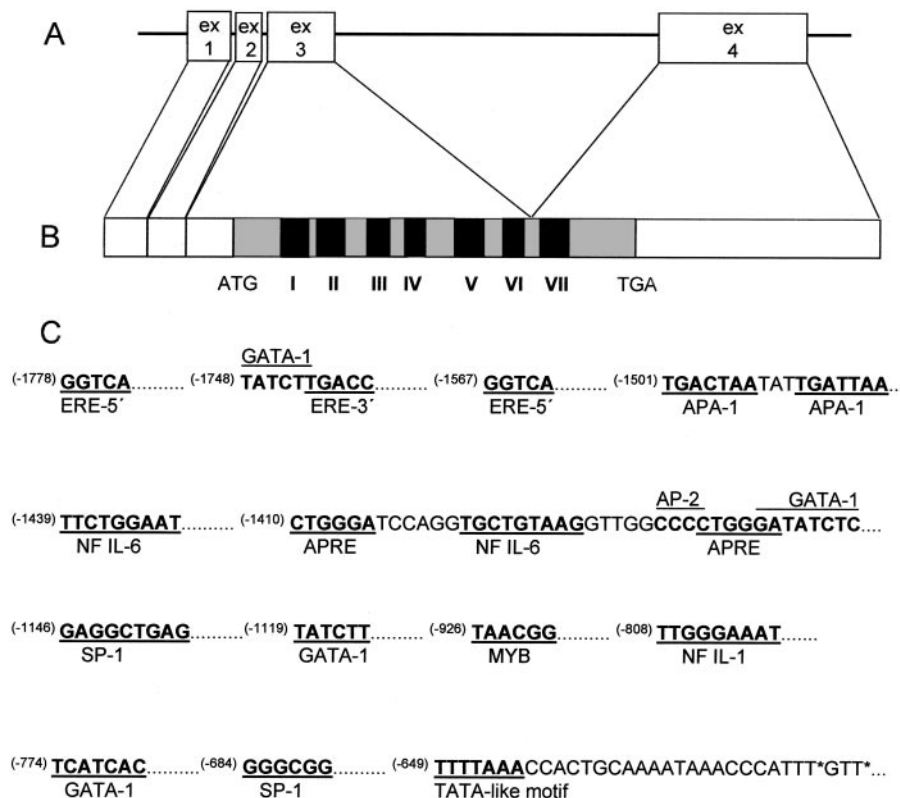 A
ex 1
ex 2
ex 3
ex 4
B
ATG I II III IV V VI VII TGA
C
GATA-1
(-1778) GGTCA.......... (-1748) TATCTTTGACC.......... (-1567) GGTCA.......... (-1501) TGACTAATATTGATTAA..
ERE-5´ ERE-3´ ERE-5´ APA-1 APA-1
AP-2 GATA-1
(-1439) TTCTGGAAT.......... (-1410) CTGGGATCCAGGTGCTGTAAGGTTGGCCCCCTGGGATATCTC....
NF IL-6 APRE NF IL-6 APRE
(-1146) GAGGCTGAG.......... (-1119) TATCTT.......... (-926) TAACGG.......... (-808) TTGGGAAAT.......
SP-1 GATA-1 MYB NF IL-1
(-774) TCATCAC.......... (-684) GGGCGG.......... (-649) TTTTAAACCACTGCAAAATAAACCCATTT*GTT*...
GATA-1 SP-1 TATA-like motif